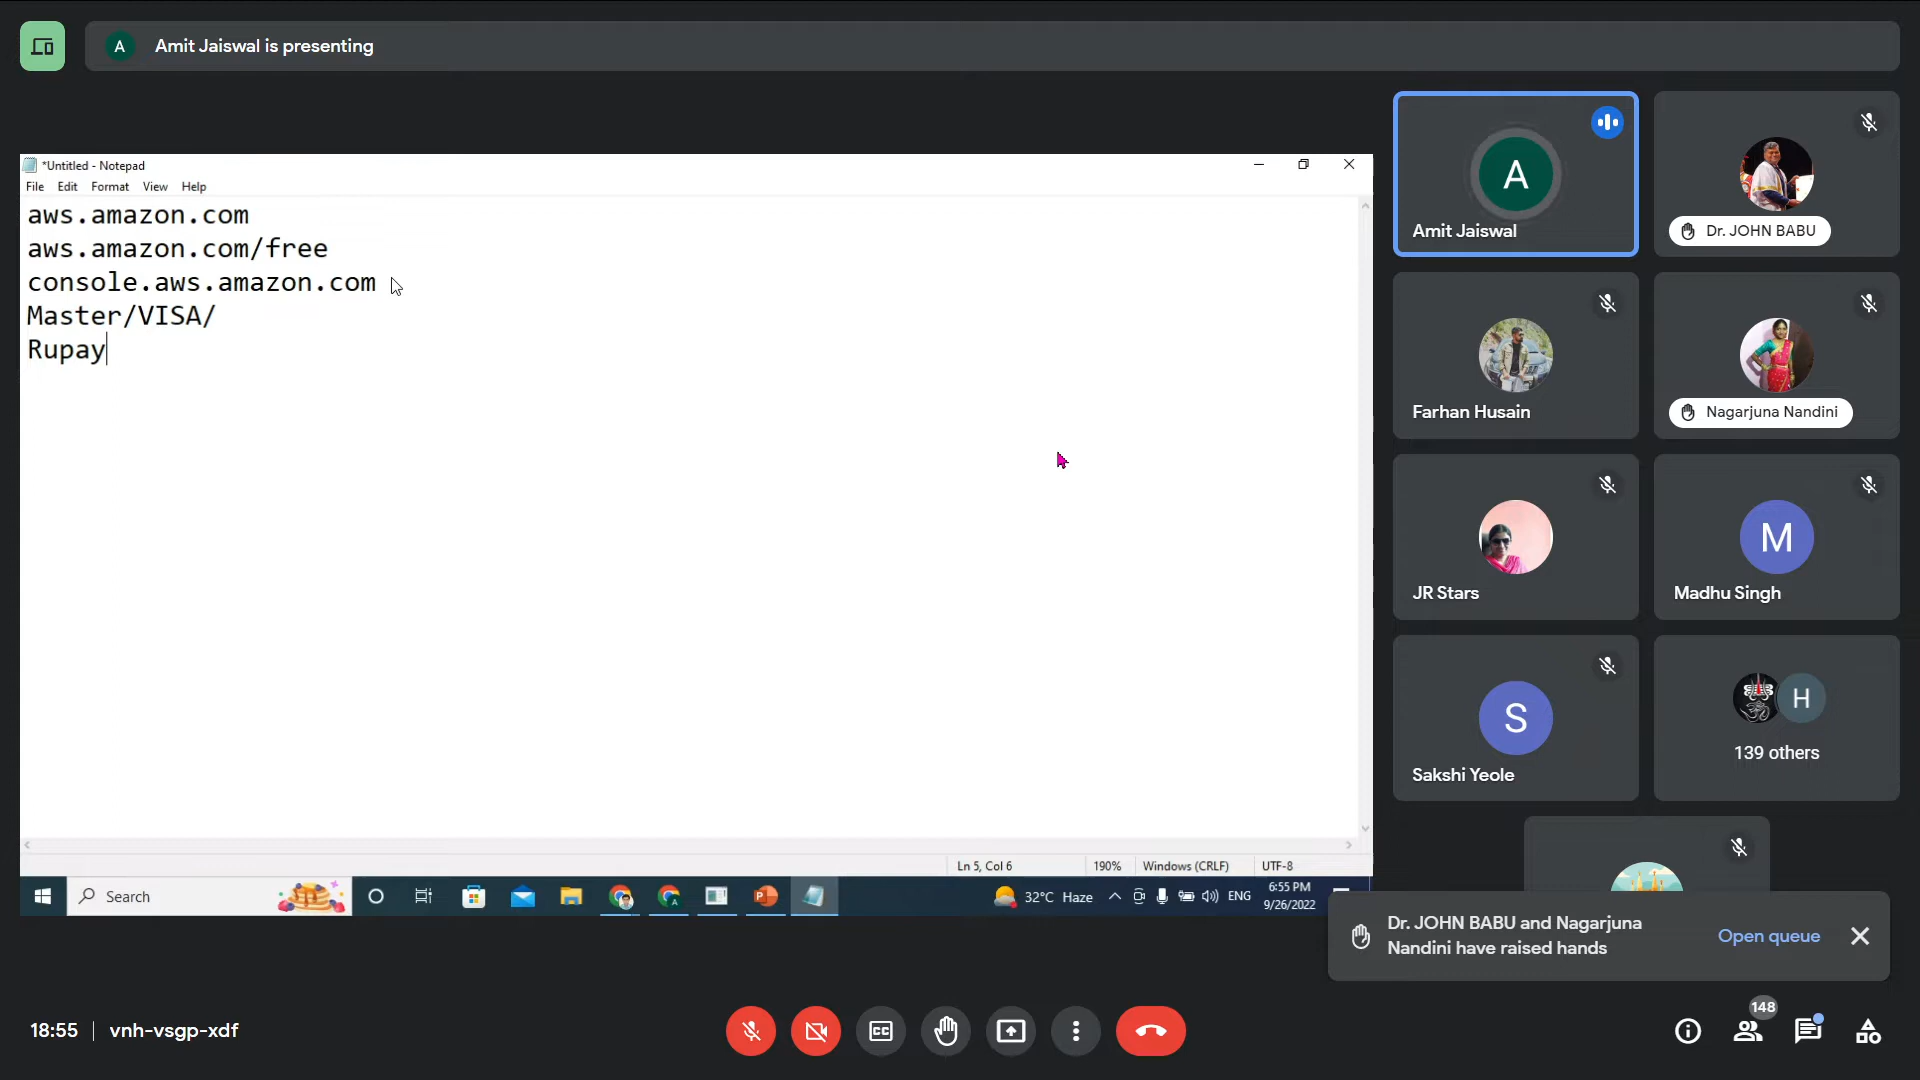 A Amit Jaiswal is presenting
*Untitled - Notepad
File Edit Format View Help
aws.amazon.com
aws.amazon.com/free
console.aws.amazon.com
Master/VISA/
Rupay
Ln 5, Col 6 190% Windows (CRLF) UTF-8
Search
32°C Haze ENG
6:55 PM
9/26/2022
A
Amit Jaiswal
Dr. JOHN BABU
Farhan Husain
Nagarjuna Nandini
JR Stars
M
Madhu Singh
S
Sakshi Yeole
H
139 others
Dr. JOHN BABU and Nagarjuna
Nandini have raised hands
Open queue
18:55 vnh-vsgp-xdf
CC
148